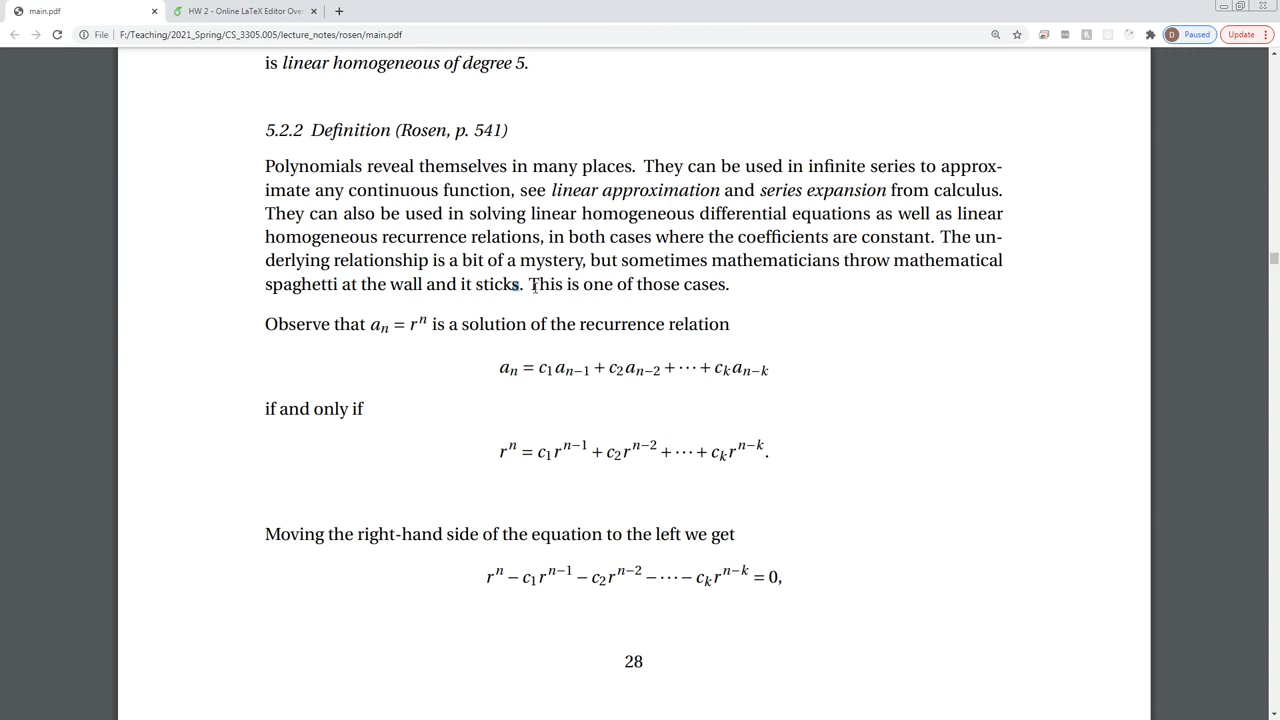 main.pdf
HW 2 - Online LaTeX Editor Over
File
F:/Teaching/2021_Spring/CS_3305.005/lecture_notes/rosen/main.pdf
D
Paused
Update
is linear homogeneous of degree 5.
5.2.2 Definition (Rosen, p. 541)
Polynomials reveal themselves in many places. They can be used in infinite series to approx-
imate any continuous function, see linear approximation and series expansion from calculus.
They can also be used in solving linear homogeneous differential equations as well as linear
homogeneous recurrence relations, in both cases where the coefficients are constant. The un-
derlying relationship is a bit of a mystery, but sometimes mathematicians throw mathematical
spaghetti at the wall and it sticks. This is one of those cases.
Observe that aₙ = rⁿ is a solution of the recurrence relation
aₙ = c₁aₙ₋₁ + c₂aₙ₋₂ + ⋯ + cₖaₙ₋ₖ
if and only if
rⁿ = c₁rⁿ⁻¹ + c₂rⁿ⁻² + ⋯ + cₖrⁿ⁻ᵏ.
Moving the right-hand side of the equation to the left we get
rⁿ − c₁rⁿ⁻¹ − c₂rⁿ⁻² − ⋯ − cₖrⁿ⁻ᵏ = 0,
28